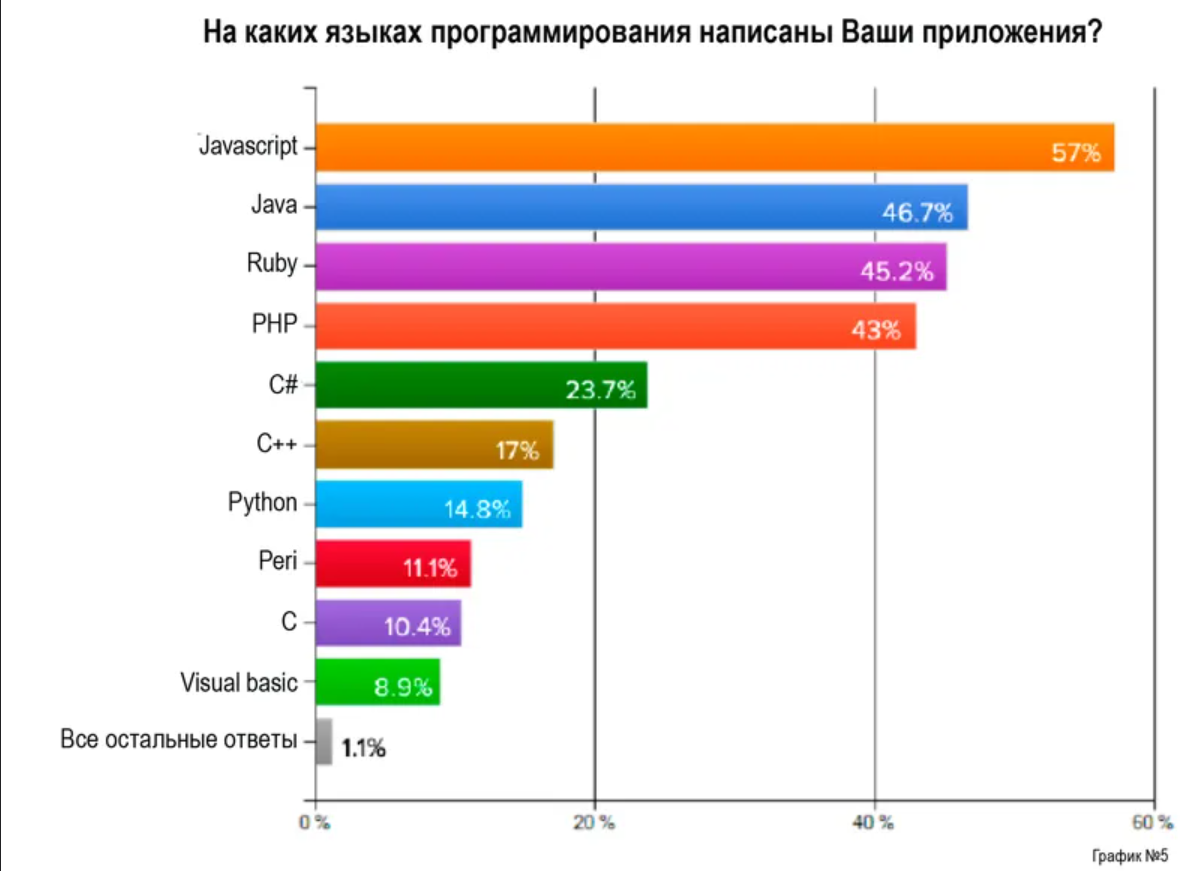 На каких языках программирования написаны Ваши приложения?
Javascript
57%
Java
46.7%
Ruby
45.2%
PHP
43%
C#
23.7%
C++
17%
Python
14.8%
Peri
11.1%
C
10.4%
Visual basic
8.9%
Все остальные ответы
1.1%
0 %
20 %
40 %
60 %
График №5